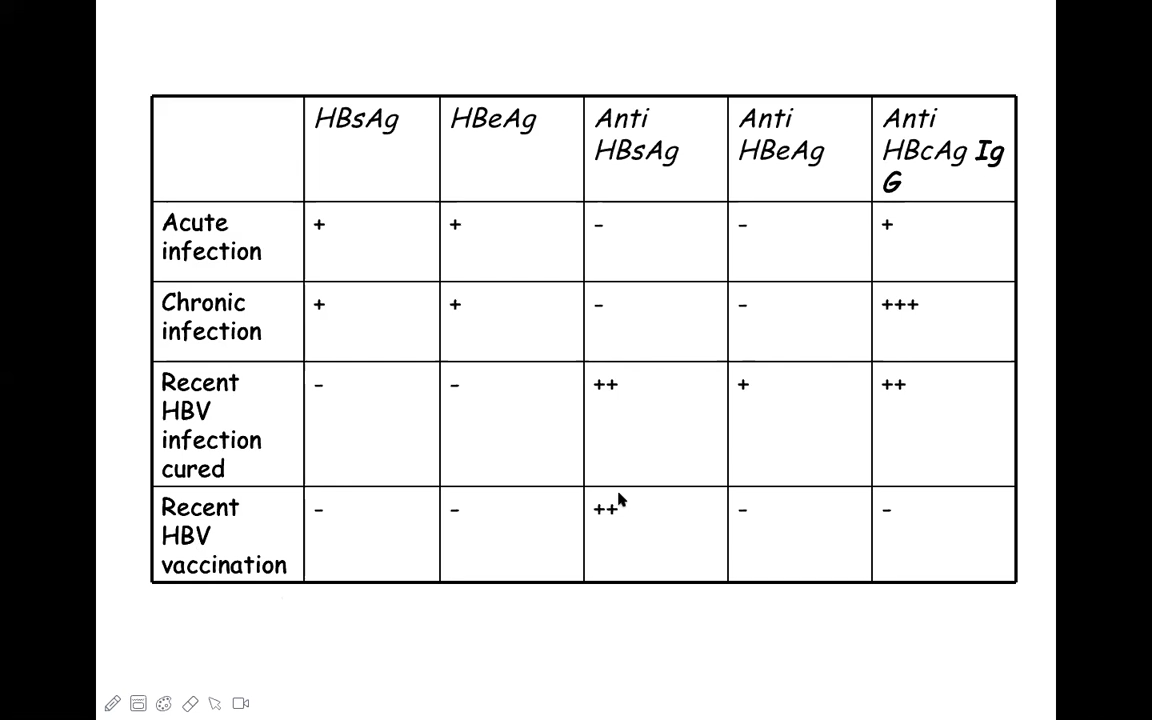 HBsAg HBeAg Anti HBsAg Anti HBeAg Anti HBcAg Ig G
Acute infection + + - - +
Chronic infection + + - - +++
Recent HBV infection cured - - ++ + ++
Recent HBV vaccination - - ++ - -